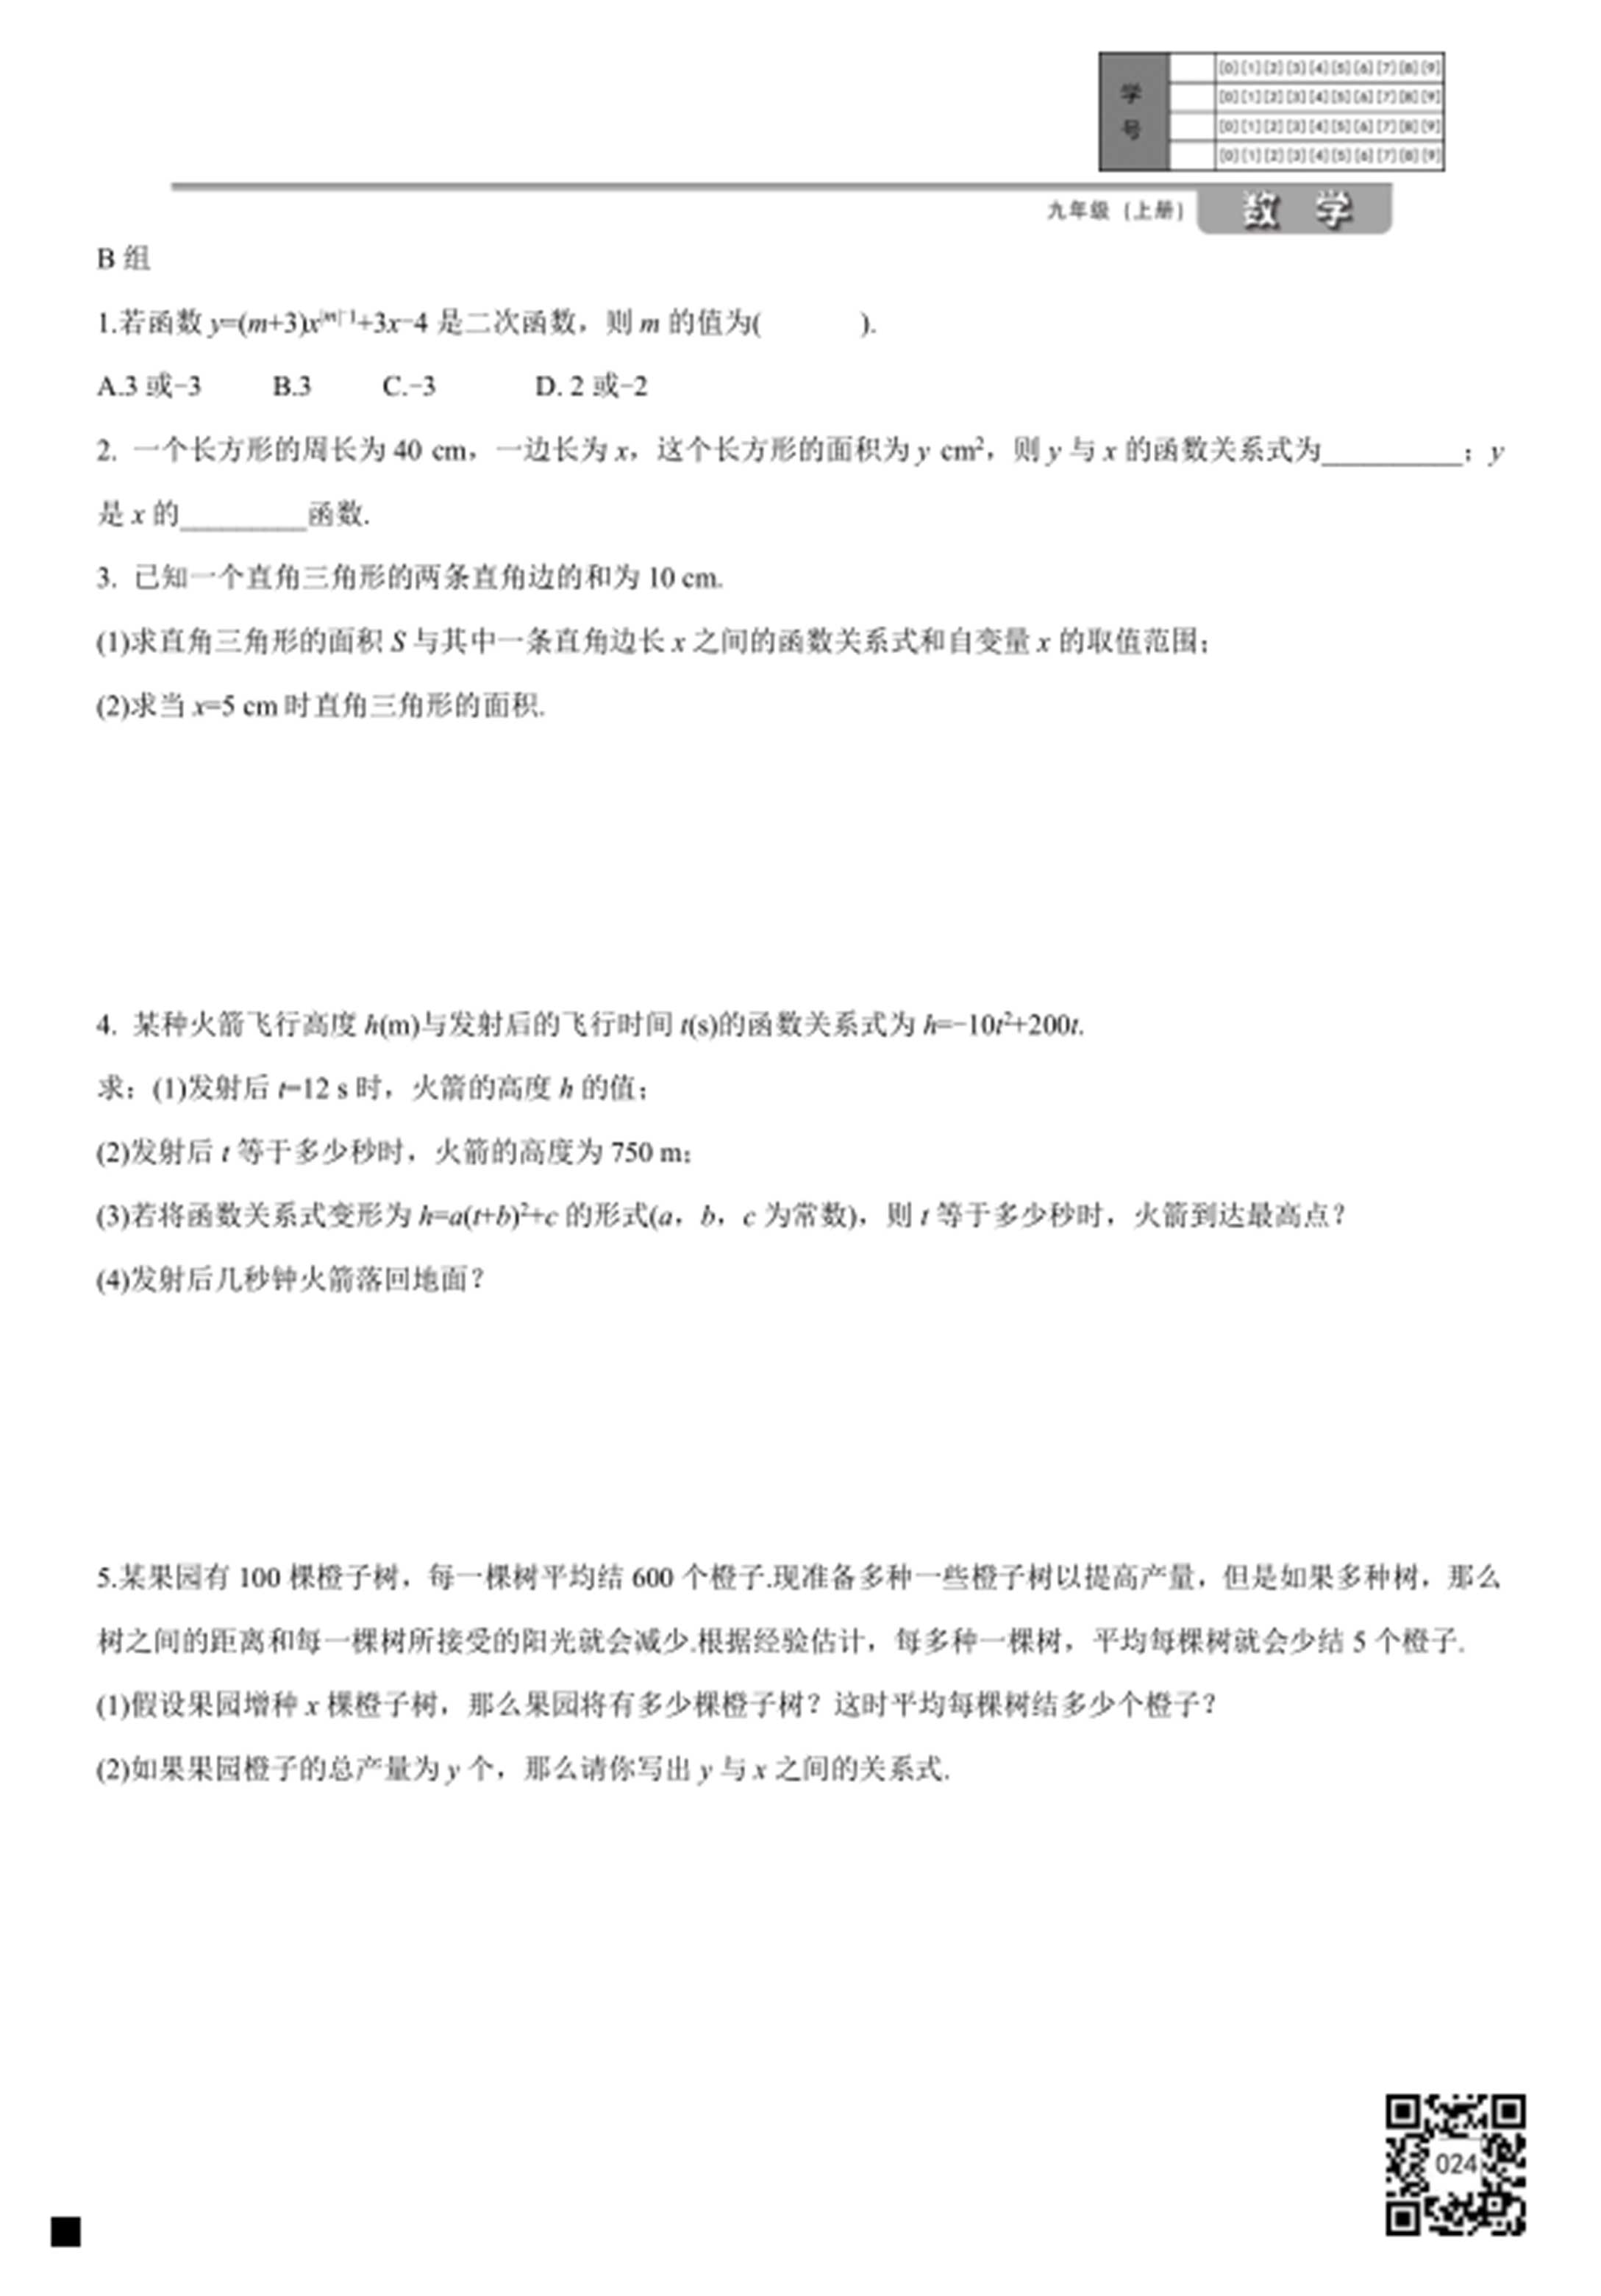 学号
[0][1][2][3][4][5][6][7][8][9]
[0][1][2][3][4][5][6][7][8][9]
[0][1][2][3][4][5][6][7][8][9]
[0][1][2][3][4][5][6][7][8][9]
九年级（上册） 数 学
B 组
1.若函数 y=(m+3)x^{|m|-1}+3x-4 是二次函数，则 m 的值为( ).
A.3 或-3 B.3 C.-3 D. 2 或-2
2. 一个长方形的周长为 40 cm，一边长为 x，这个长方形的面积为 y cm²，则 y 与 x 的函数关系式为__________；y
是 x 的_________函数.
3. 已知一个直角三角形的两条直角边的和为 10 cm.
(1)求直角三角形的面积 S 与其中一条直角边长 x 之间的函数关系式和自变量 x 的取值范围；
(2)求当 x=5 cm 时直角三角形的面积.
4. 某种火箭飞行高度 h(m)与发射后的飞行时间 t(s)的函数关系式为 h=-10t²+200t.
求：(1)发射后 t=12 s 时，火箭的高度 h 的值；
(2)发射后 t 等于多少秒时，火箭的高度为 750 m；
(3)若将函数关系式变形为 h=a(t+b)²+c 的形式(a，b，c 为常数)，则 t 等于多少秒时，火箭到达最高点？
(4)发射后几秒钟火箭落回地面？
5.某果园有 100 棵橙子树，每一棵树平均结 600 个橙子.现准备多种一些橙子树以提高产量，但是如果多种树，那么
树之间的距离和每一棵树所接受的阳光就会减少.根据经验估计，每多种一棵树，平均每棵树就会少结 5 个橙子.
(1)假设果园增种 x 棵橙子树，那么果园将有多少棵橙子树？这时平均每棵树结多少个橙子？
(2)如果果园橙子的总产量为 y 个，那么请你写出 y 与 x 之间的关系式.
024